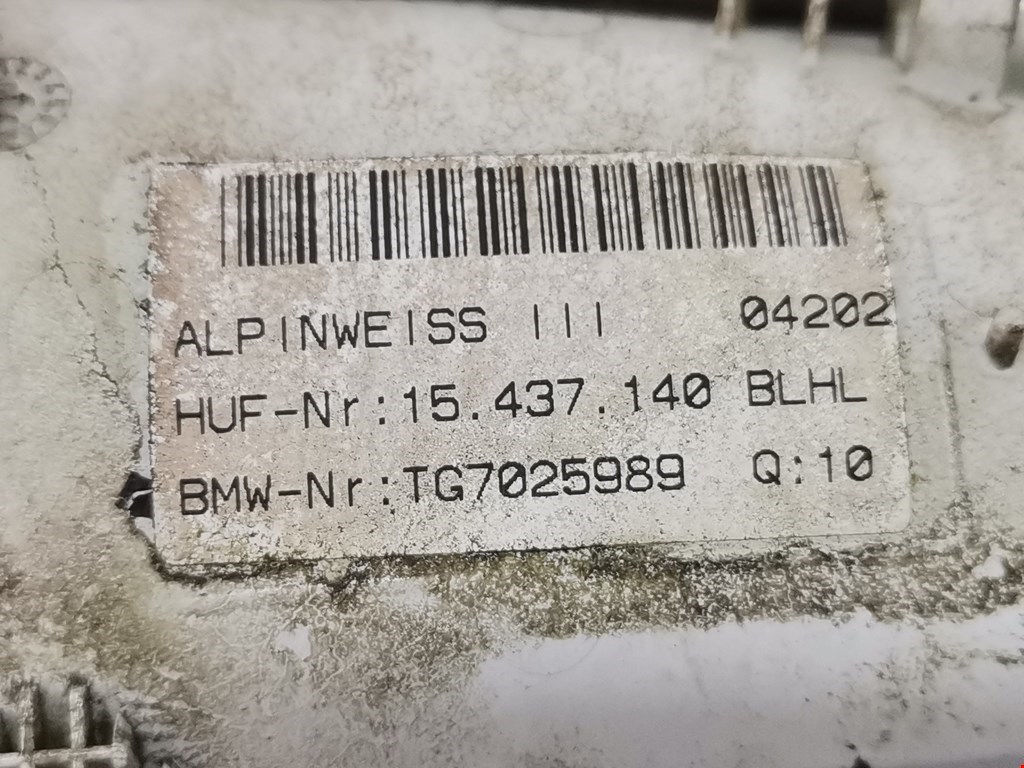 ALPINWEISS III 04202
HUF-Nr:15.437.140 BLHL
BMW-Nr:TG7025989 Q:10